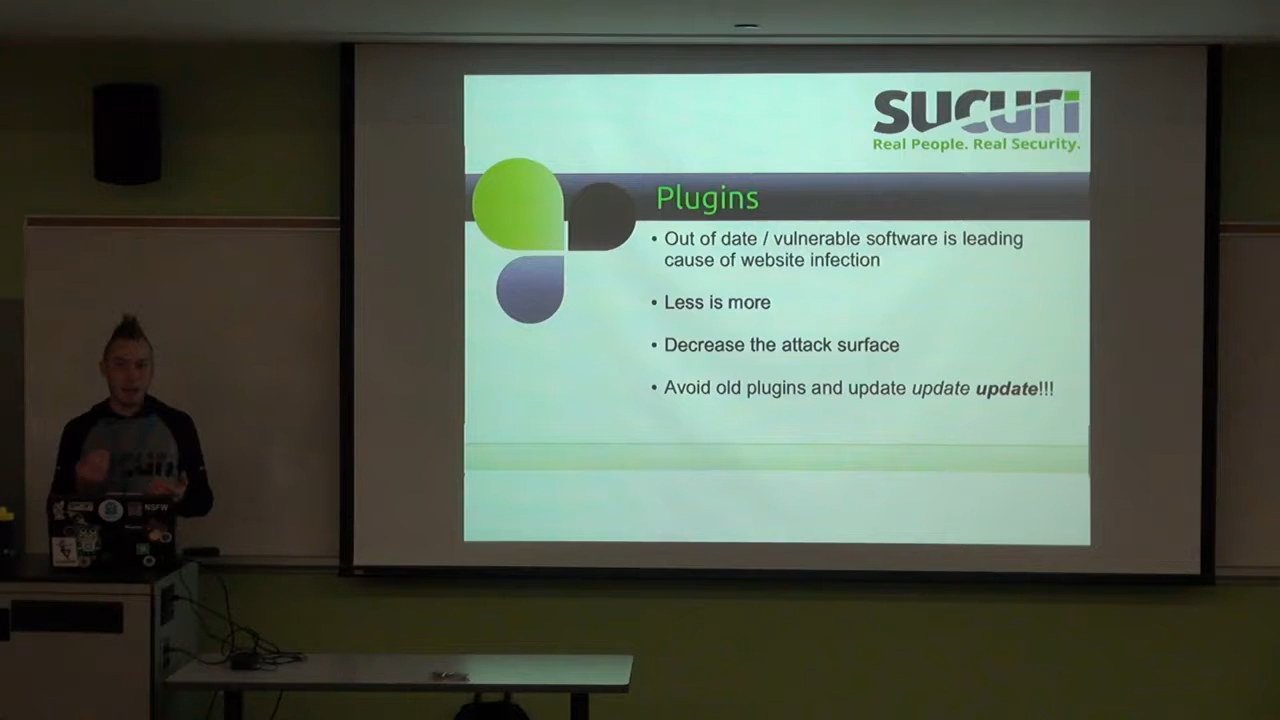 sucuri
Real People. Real Security.
Plugins
• Out of date / vulnerable software is leading
cause of website infection
• Less is more
• Decrease the attack surface
• Avoid old plugins and update update update!!!
NSFW